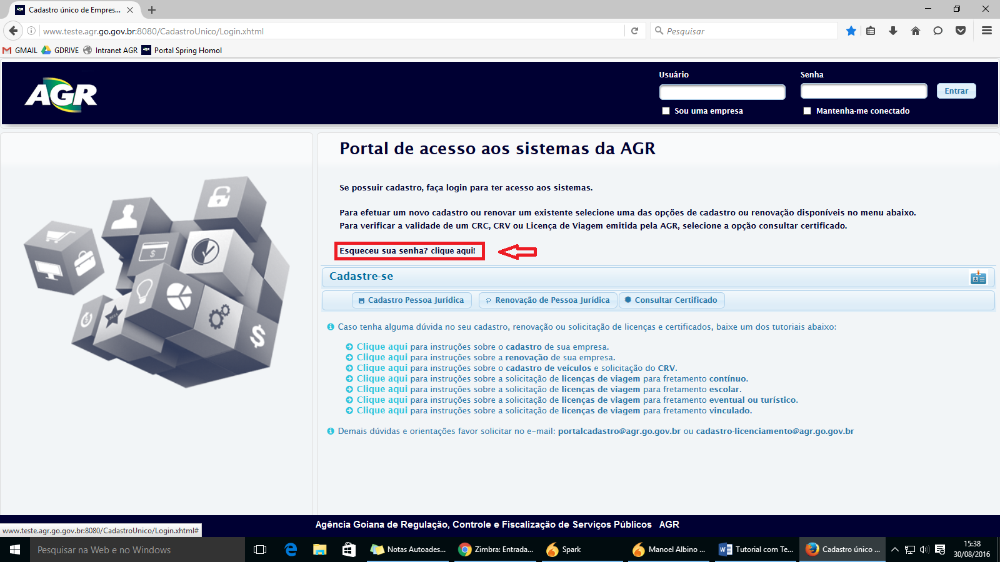 Cadastro único de Empres...
www.teste.agr.go.gov.br:8080/CadastroUnico/Login.xhtml
Pesquisar
GMAIL GDRIVE Intranet AGR Portal Spring Homol
AGR
Usuário Senha
Entrar
Sou uma empresa Mantenha-me conectado
Portal de acesso aos sistemas da AGR
Se possuir cadastro, faça login para ter acesso aos sistemas.
Para efetuar um novo cadastro ou renovar um existente selecione uma das opções de cadastro ou renovação disponíveis no menu abaixo.
Para verificar a validade de um CRC, CRV ou Licença de Viagem emitida pela AGR, selecione a opção consultar certificado.
Esqueceu sua senha? clique aqui!
Cadastre-se
Cadastro Pessoa Jurídica Renovação de Pessoa Jurídica Consultar Certificado
Caso tenha alguma dúvida no seu cadastro, renovação ou solicitação de licenças e certificados, baixe um dos tutoriais abaixo:
Clique aqui para instruções sobre o cadastro de sua empresa.
Clique aqui para instruções sobre a renovação de sua empresa.
Clique aqui para instruções sobre o cadastro de veículos e solicitação do CRV.
Clique aqui para instruções sobre a solicitação de licenças de viagem para fretamento contínuo.
Clique aqui para instruções sobre a solicitação de licenças de viagem para fretamento escolar.
Clique aqui para instruções sobre a solicitação de licenças de viagem para fretamento eventual ou turístico.
Clique aqui para instruções sobre a solicitação de licenças de viagem para fretamento vinculado.
Demais dúvidas e orientações favor solicitar no e-mail: portalcadastro@agr.go.gov.br ou cadastro-licenciamento@agr.go.gov.br
Agência Goiana de Regulação, Controle e Fiscalização de Serviços Públicos AGR
www.teste.agr.go.gov.br:8080/CadastroUnico/Login.xhtml#
Pesquisar na Web e no Windows
Notas Autoades... Zimbra: Entrada... Spark Manoel Albino ... Tutorial com Te... Cadastro único ...
15:38
30/08/2016